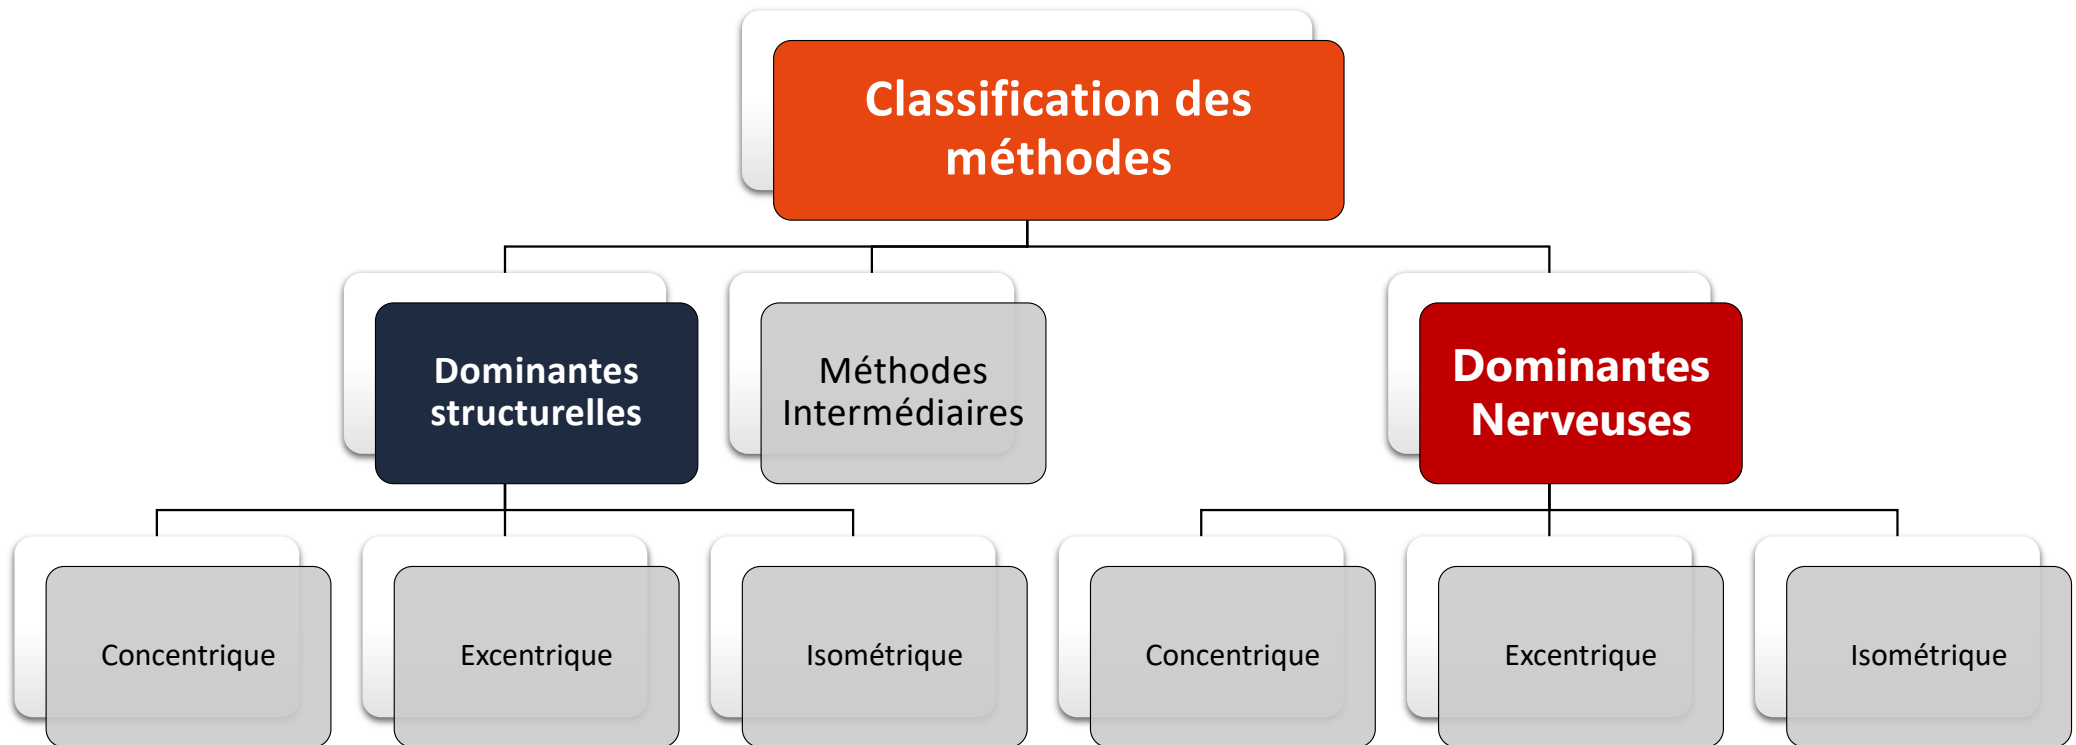 Classification des
méthodes
Dominantes
structurelles
Méthodes
Intermédiaires
Dominantes
Nerveuses
Concentrique
Excentrique
Isométrique
Concentrique
Excentrique
Isométrique